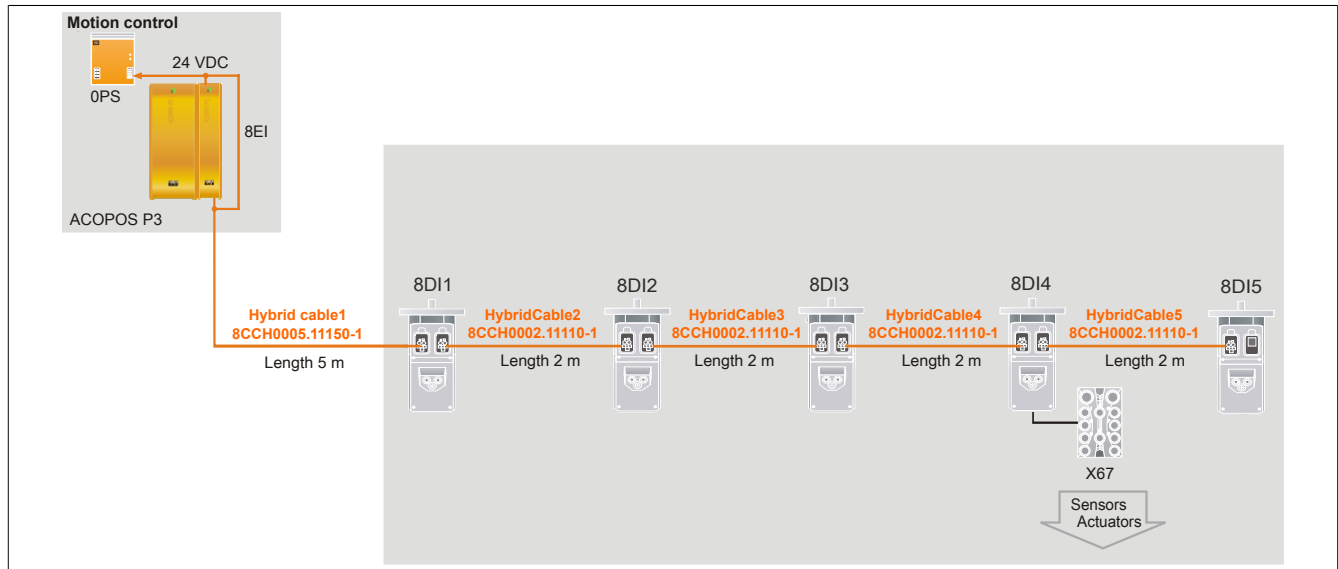 Motion control
24 VDC
0PS
8EI
ACOPOS P3
8DI1
8DI2
8DI3
8DI4
8DI5
Hybrid cable1
8CCH0005.11150-1
Length 5 m
HybridCable2
8CCH0002.11110-1
Length 2 m
HybridCable3
8CCH0002.11110-1
Length 2 m
HybridCable4
8CCH0002.11110-1
Length 2 m
HybridCable5
8CCH0002.11110-1
Length 2 m
X67
Sensors
Actuators